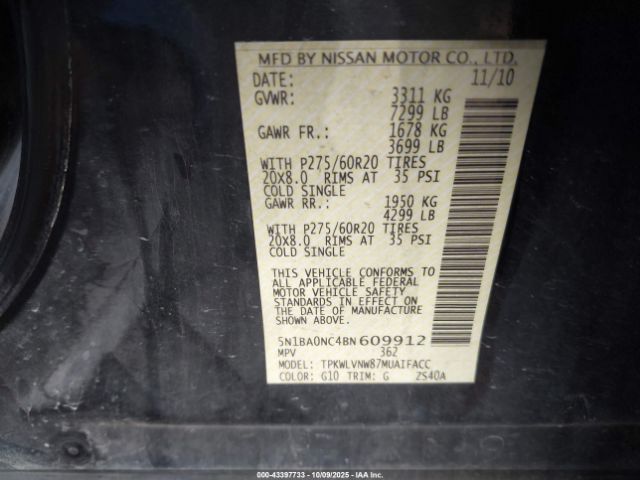 MFD BY NISSAN MOTOR CO., LTD.
DATE: 11/10
GVWR: 3311 KG
7299 LB
GAWR FR.: 1678 KG
3699 LB
WITH P275/60R20 TIRES
20X8.0 RIMS AT 35 PSI
COLD SINGLE
GAWR RR.: 1950 KG
4299 LB
WITH P275/60R20 TIRES
20X8.0 RIMS AT 35 PSI
COLD SINGLE
THIS VEHICLE CONFORMS TO
ALL APPLICABLE FEDERAL
MOTOR VEHICLE SAFETY
STANDARDS IN EFFECT ON
THE DATE OF MANUFACTURE
SHOWN ABOVE.
5N1BA0NC4BN609912
MPV 362
MODEL: TPKWLVNW87MUAIFACC
COLOR: G10 TRIM: G ZS40A
000-43397733 - 10/09/2025 - IAA Inc.